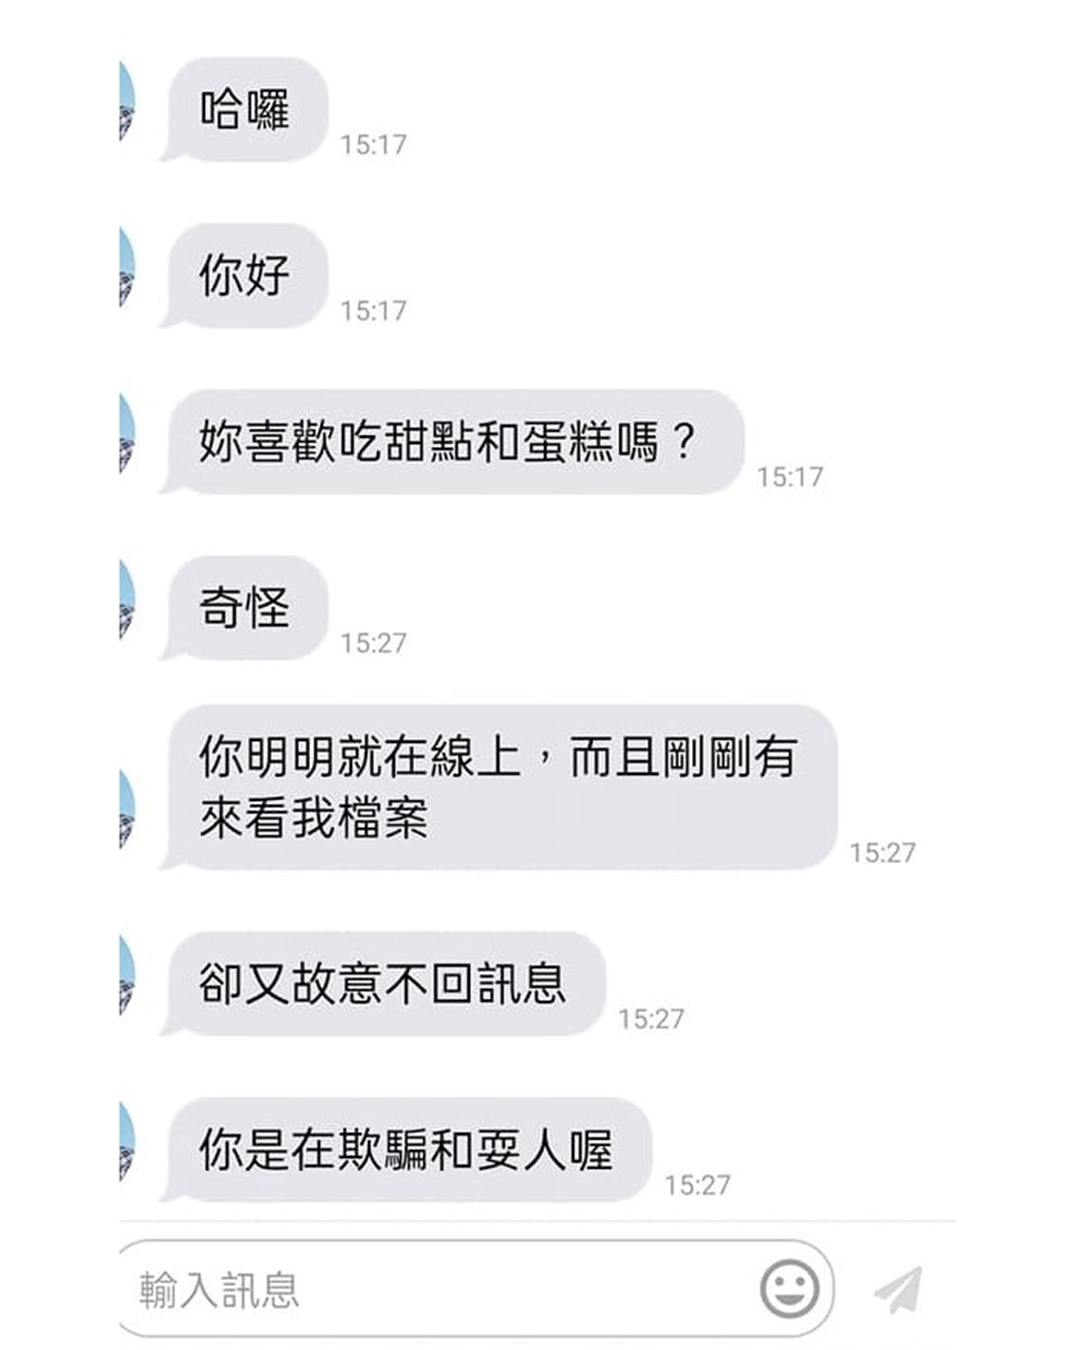 哈囉
15:17
你好
15:17
妳喜歡吃甜點和蛋糕嗎？
15:17
奇怪
15:27
你明明就在線上，而且剛剛有
來看我檔案
15:27
卻又故意不回訊息
15:27
你是在欺騙和耍人喔
15:27
輸入訊息